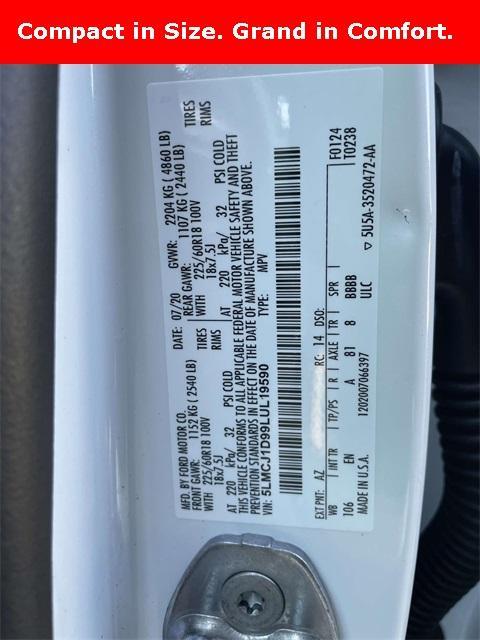 Compact in Size. Grand in Comfort.
MFD. BY FORD MOTOR CO. 07/20 GVWR: 2204 KG ( 4860 LB)
FRONT GAWR: 1152 KG ( 2540 LB) REAR GAWR: 1107 KG ( 2440 LB)
225/60R18 100V WITH 225/60R18 100V TIRES
18x7.5J 18x7.5J RIMS
AT 220 kPa/ 32 PSI COLD AT 220 kPa/ 32 PSI COLD
THIS VEHICLE CONFORMS TO ALL APPLICABLE FEDERAL MOTOR VEHICLE SAFETY AND THEFT
PREVENTION STANDARDS IN EFFECT ON THE DATE OF MANUFACTURE SHOWN ABOVE.
VIN: 5LMCJ1D99LUL19590 TYPE: MPV
TIRES
RIMS
F0124
T0238
EXT PNT: AZ RC: 14 DSO:
WB INT TR TP/PS R AXLE TR SPR
106 EN A 81 8 BBBB
MADE IN U.S.A. 1202007066397 ULC
5U5A-3520472-AA